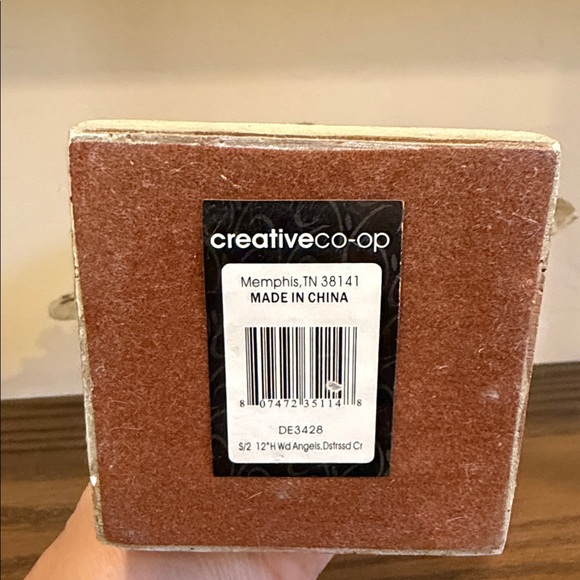 creativeco-op
Memphis, TN 38141
MADE IN CHINA
8 07472 35114 8
DE3428
S/2 12"H Wd Angels, Dstrssd Cr